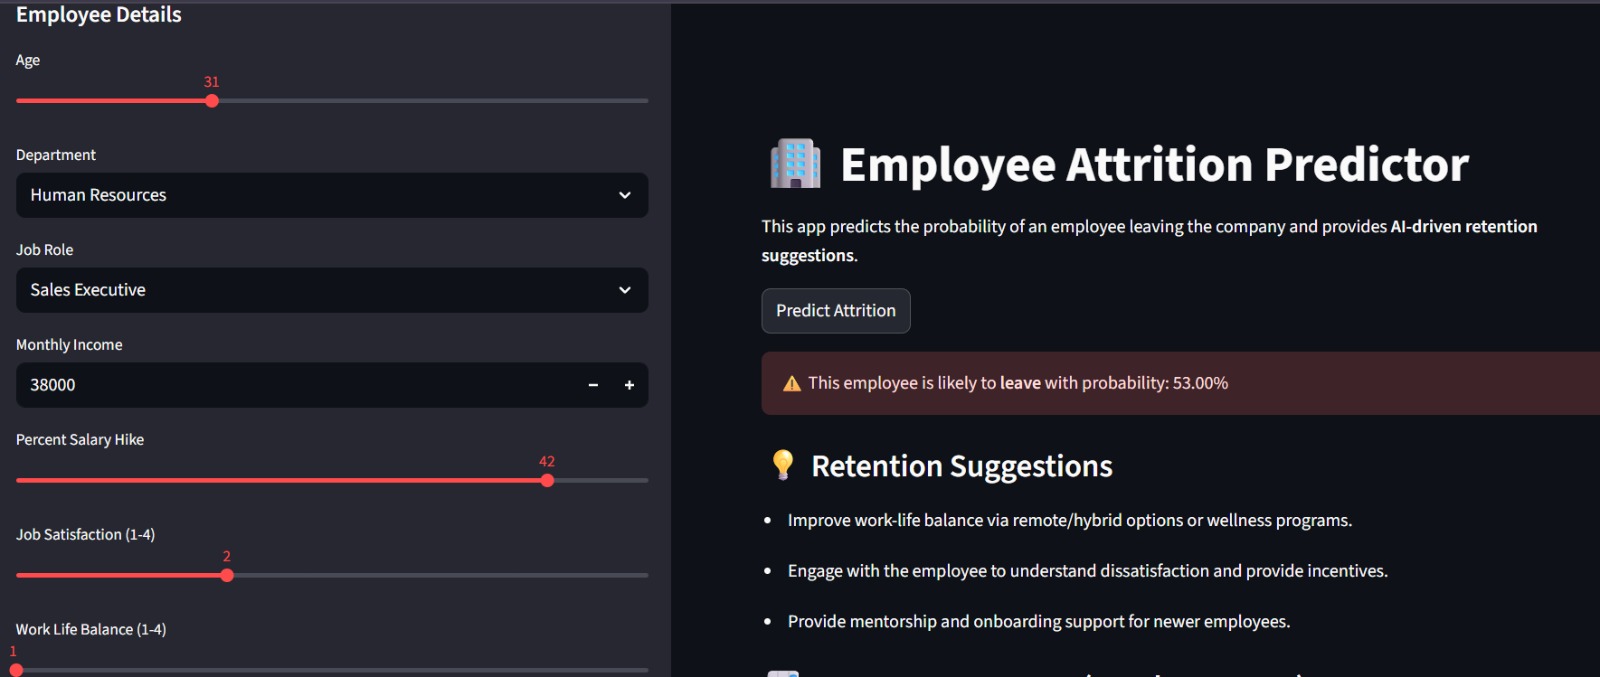 Employee Details
Age
31
Department
Human Resources
Job Role
Sales Executive
Monthly Income
38000
Percent Salary Hike
42
Job Satisfaction (1-4)
2
Work Life Balance (1-4)
1
Employee Attrition Predictor
This app predicts the probability of an employee leaving the company and provides AI-driven retention
suggestions.
Predict Attrition
This employee is likely to leave with probability: 53.00%
Retention Suggestions
Improve work-life balance via remote/hybrid options or wellness programs.
Engage with the employee to understand dissatisfaction and provide incentives.
Provide mentorship and onboarding support for newer employees.